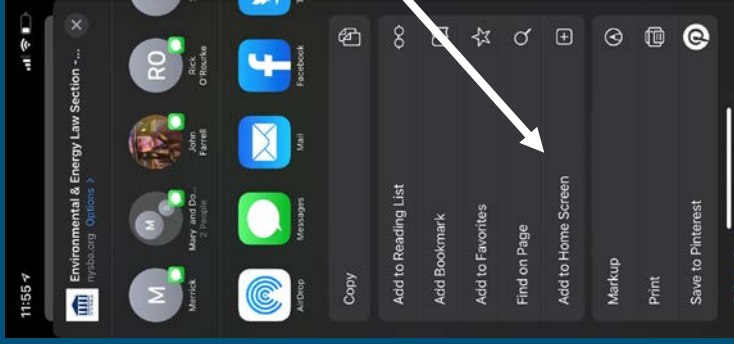 11:55
Environmental & Energy Law Section -...
nysba.org Options >
M
M
RO
Merrick
Mary and Do...
2 People
John
Farrell
Rick
O'Rourke
AirDrop
Messages
Mail
Facebook
Copy
Add to Reading List
Add Bookmark
Add to Favorites
Find on Page
Add to Home Screen
Markup
Print
Save to Pinterest